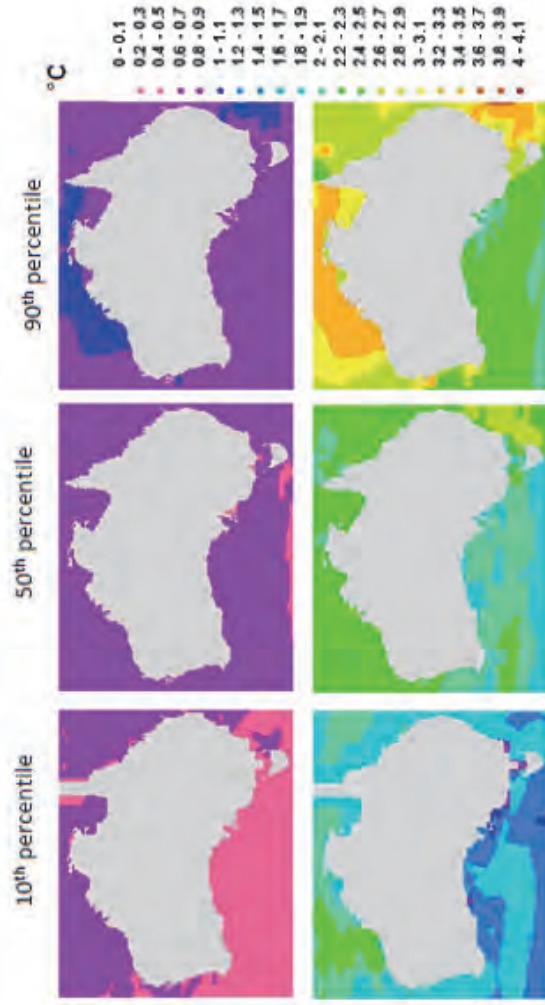 10th percentile
50th percentile
90th percentile
°C
0 - 0.1
0.2 - 0.3
0.4 - 0.5
0.6 - 0.7
0.8 - 0.9
1 - 1.1
1.2 - 1.3
1.4 - 1.5
1.6 - 1.7
1.8 - 1.9
2 - 2.1
2.2 - 2.3
2.4 - 2.5
2.6 - 2.7
2.8 - 2.9
3 - 3.1
3.2 - 3.3
3.4 - 3.5
3.6 - 3.7
3.8 - 3.9
4 - 4.1